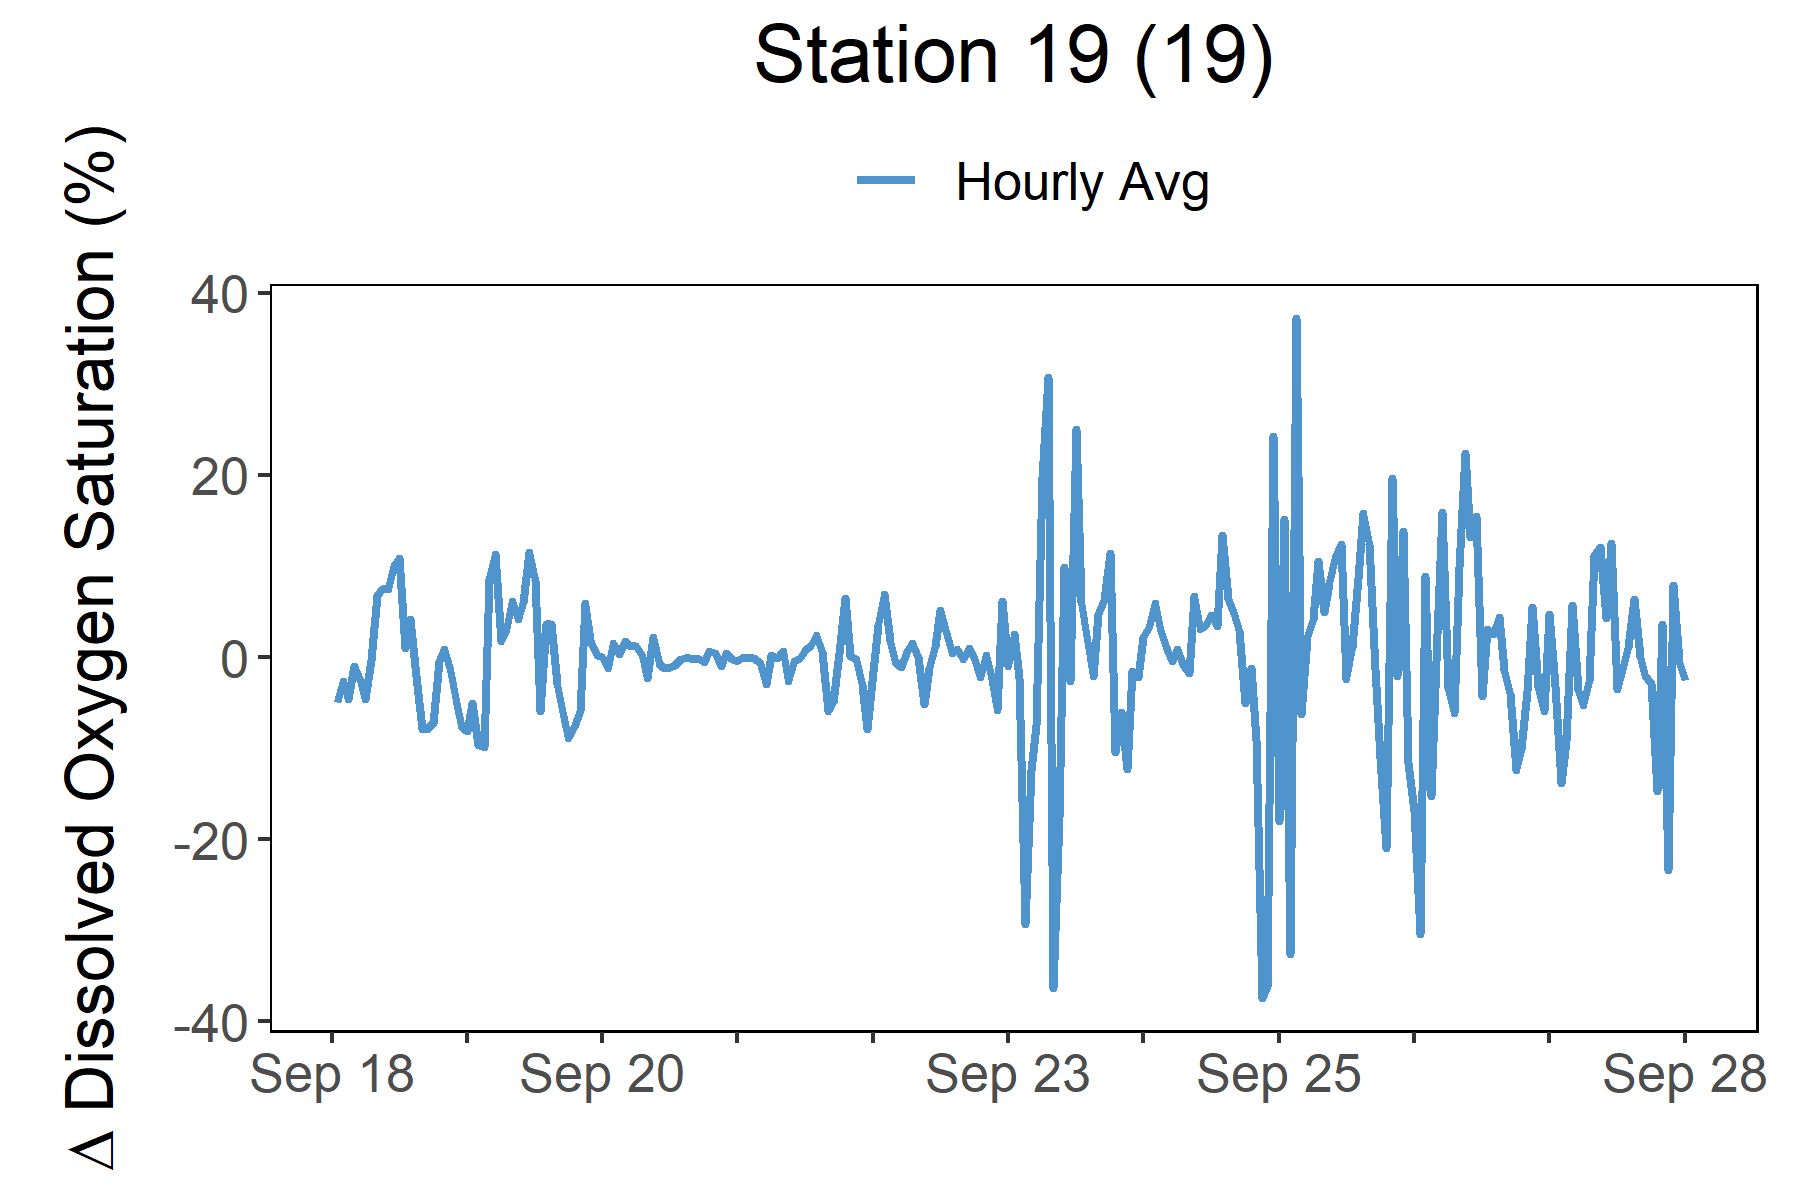 Station 19 (19)
Hourly Avg
Δ Dissolved Oxygen Saturation (%)
40
20
0
-20
-40
Sep 18
Sep 20
Sep 23
Sep 25
Sep 28